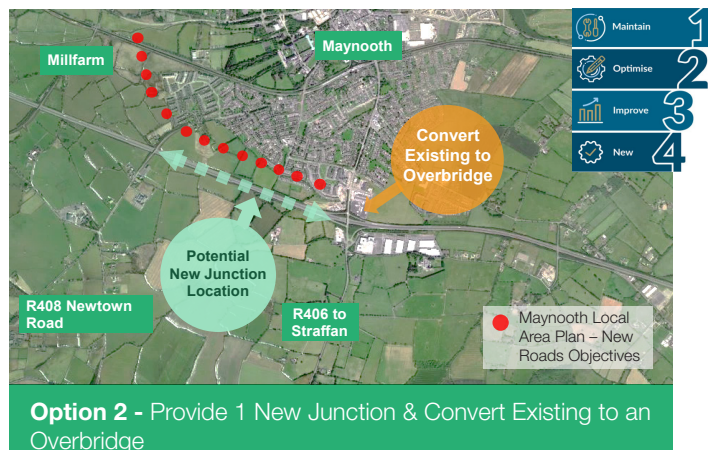 Maynooth
Millfarm
Convert
Existing to
Overbridge
Potential
New Junction
Location
R408 Newtown
Road
R406 to
Straffan
Maynooth Local
Area Plan – New
Roads Objectives
Maintain
1
Optimise
2
Improve
3
New
4
Option 2 - Provide 1 New Junction & Convert Existing to an
Overbridge